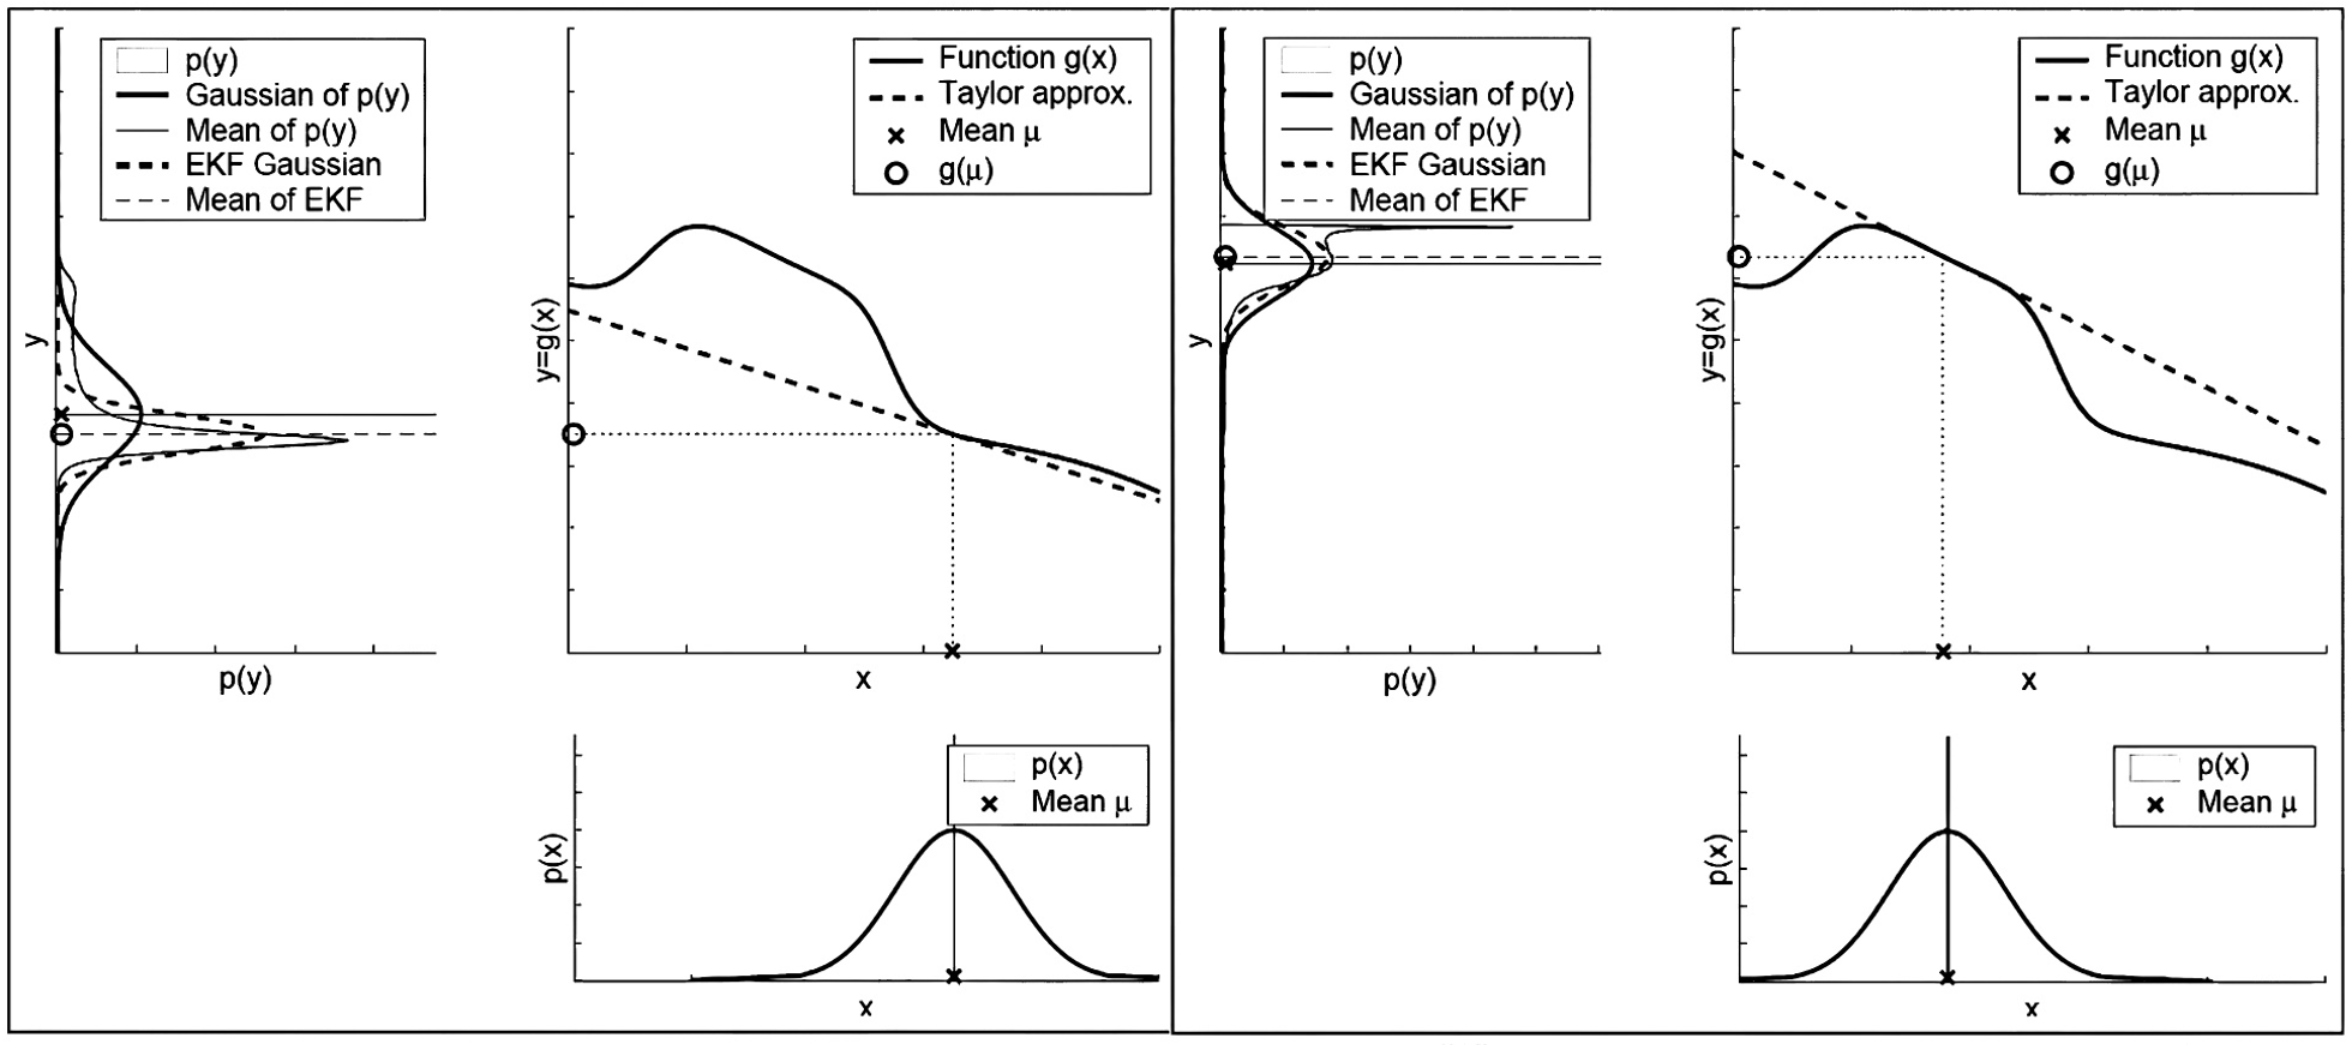 p(y)
Gaussian of p(y)
Mean of p(y)
EKF Gaussian
Mean of EKF
y
p(y)
Function g(x)
Taylor approx.
Mean μ
g(μ)
y=g(x)
x
p(x)
Mean μ
p(x)
x
p(y)
Gaussian of p(y)
Mean of p(y)
EKF Gaussian
Mean of EKF
y
p(y)
Function g(x)
Taylor approx.
Mean μ
g(μ)
y=g(x)
x
p(x)
Mean μ
p(x)
x